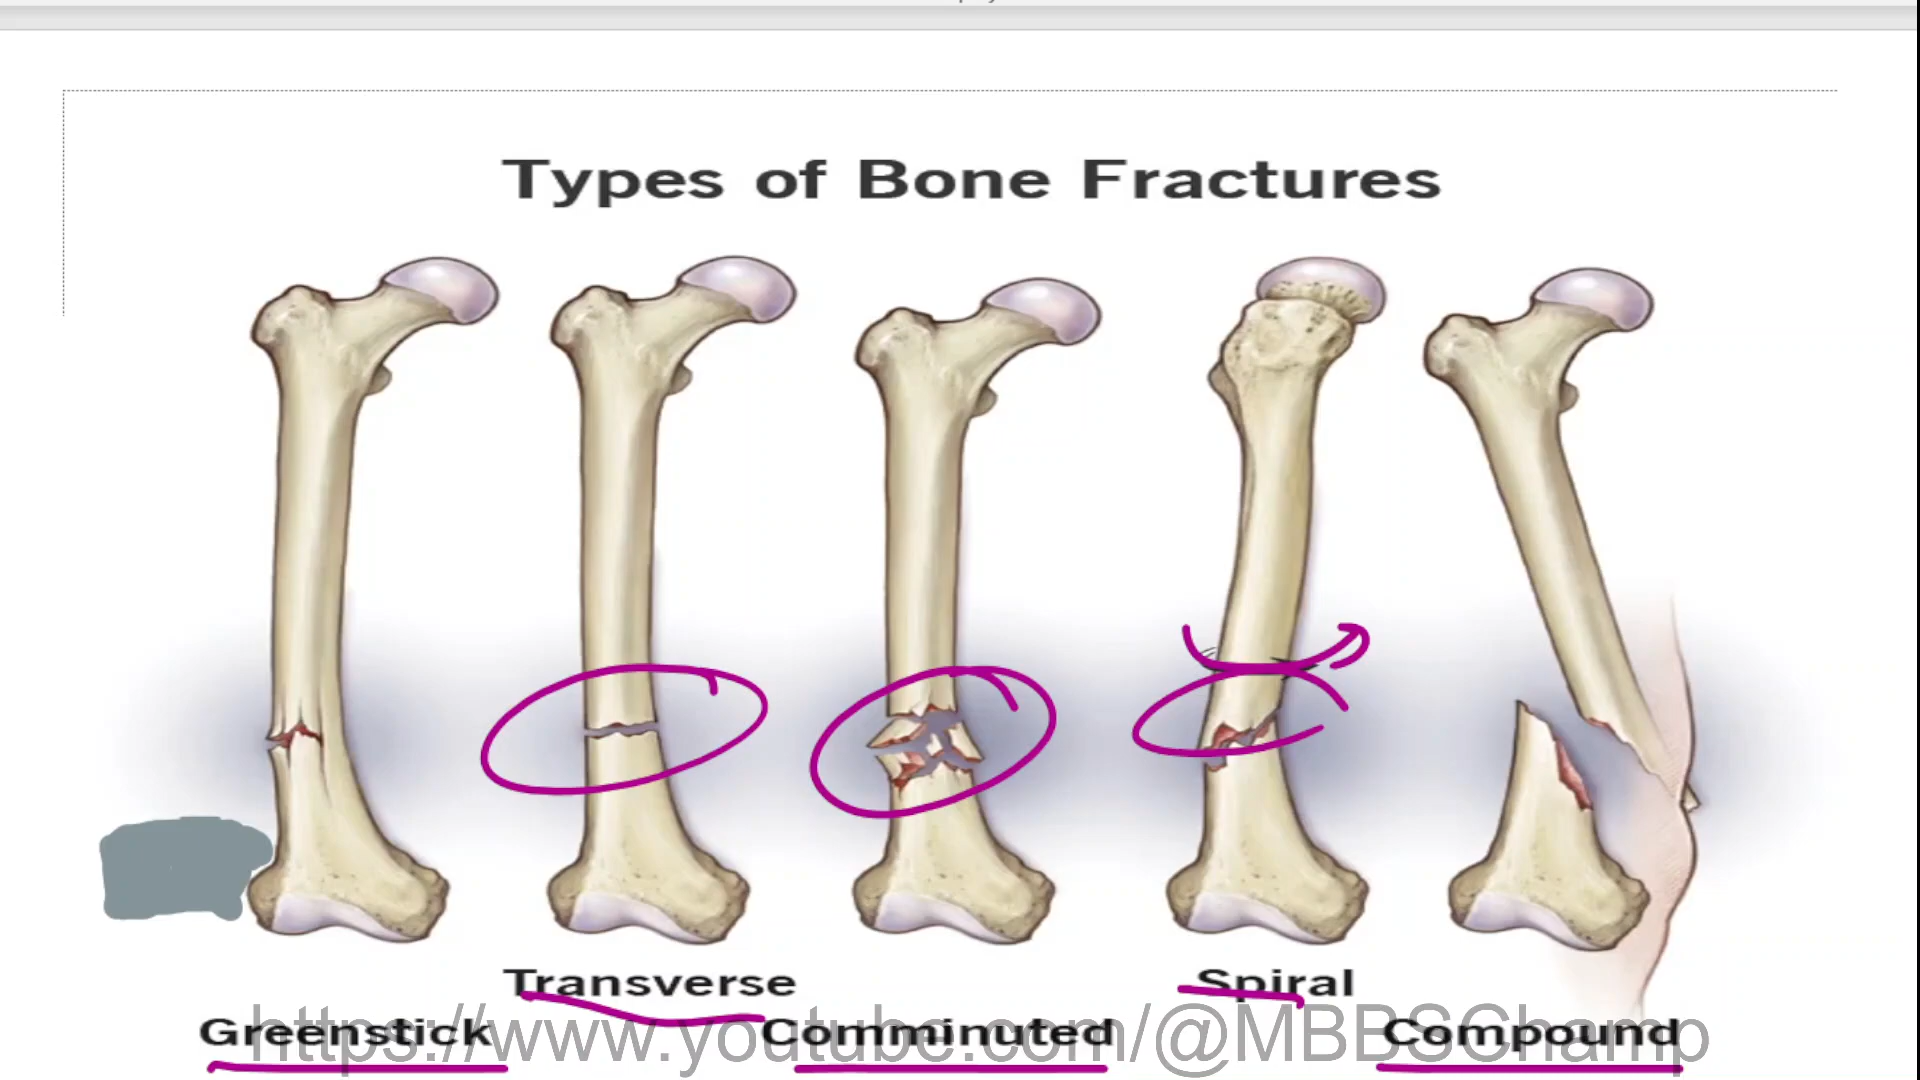 Types of Bone Fractures
Transverse
Spiral
Greenstick
Comminuted
Compound
https://www.youtube.com/@MBBSChamp